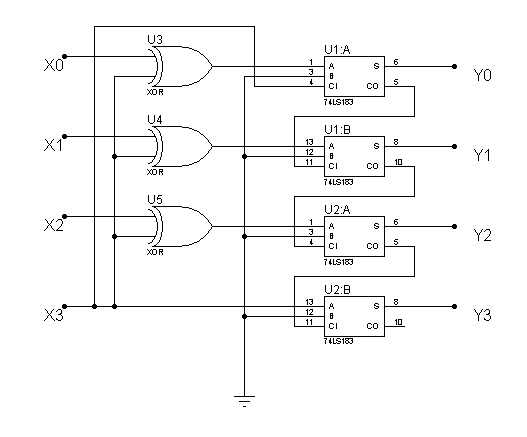 U3
U1:A
X0
XOR
1 A S 6
3 B
4 CI CO 5
74LS183
Y0
U4
U1:B
X1
XOR
13 A S 8
12 B
11 CI CO 10
74LS183
Y1
U5
U2:A
X2
XOR
1 A S 6
3 B
4 CI CO 5
74LS183
Y2
U2:B
X3
13 A S 8
12 B
11 CI CO 10
74LS183
Y3